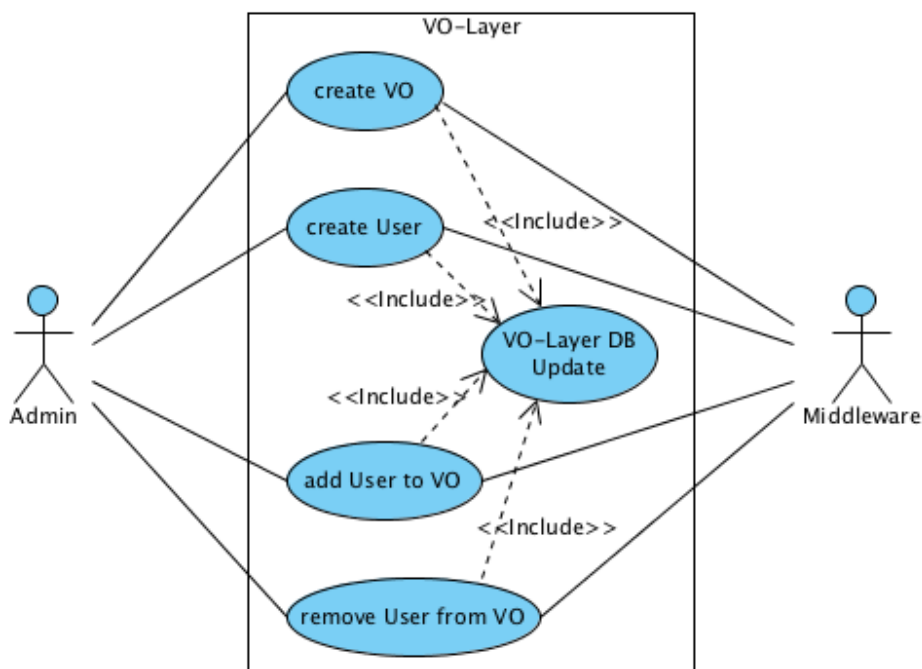 VO-Layer
create VO
<<Include>>
create User
<<Include>>
VO-Layer DB
Update
Admin
Middleware
<<Include>>
add User to VO
<<Include>>
remove User from VO